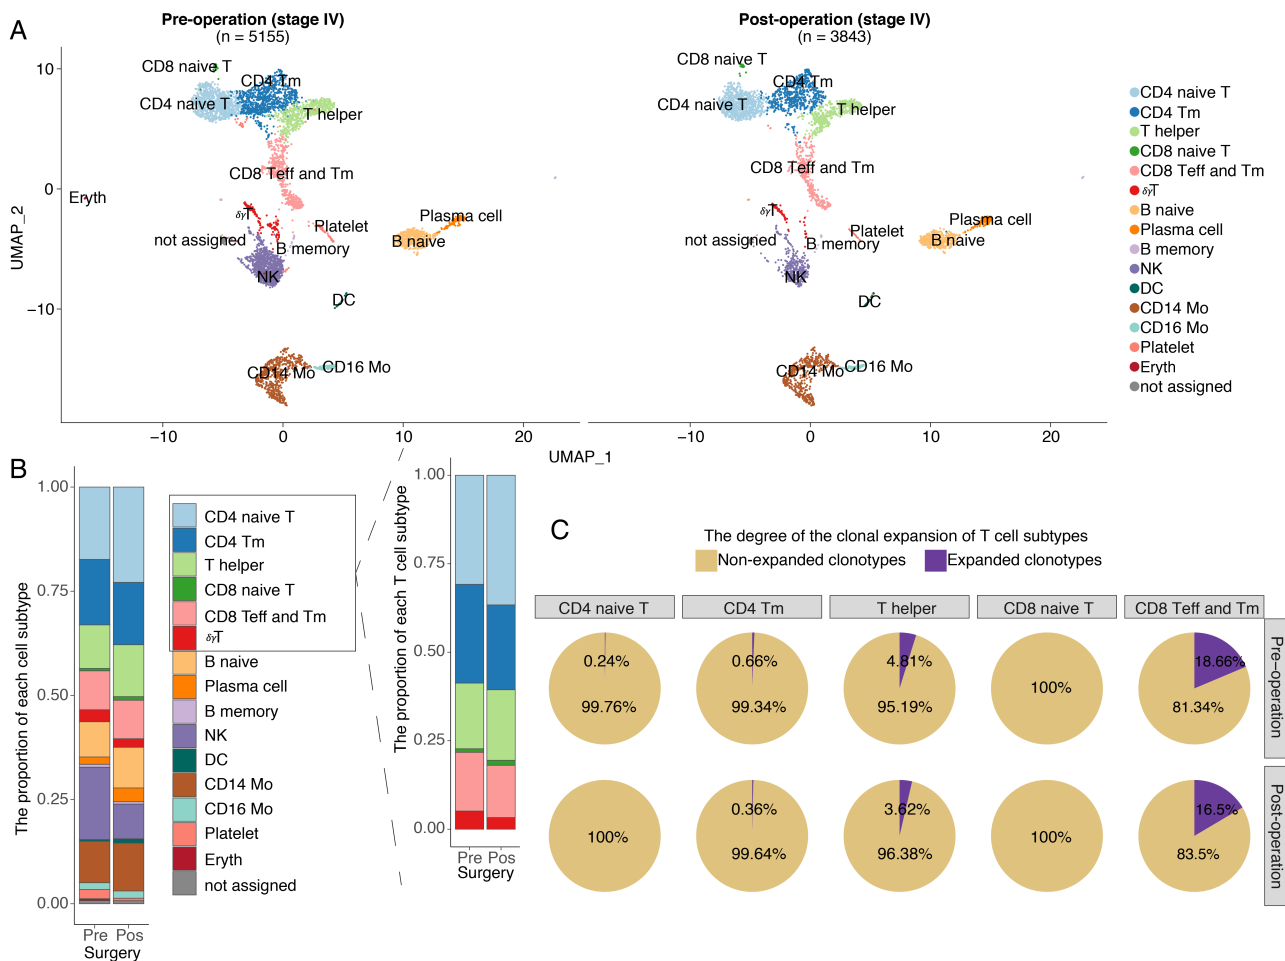 A
Pre-operation (stage IV)
(n = 5155)
Post-operation (stage IV)
(n = 3843)
UMAP_2
10
0
−10
CD8 naive T
CD4 Tm
CD4 naive T
T helper
CD8 Teff and Tm
Eryth
δγT
Platelet
Plasma cell
not assigned
B memory
B naive
NK
DC
CD14 Mo
CD16 Mo
−10
0
10
20
CD8 naive T
CD4 Tm
CD4 naive T
T helper
CD8 Teff and Tm
δγT
Plasma cell
Platelet
not assigned
B memory
B naive
NK
DC
CD14 Mo
CD16 Mo
−10
0
10
20
UMAP_1
CD4 naive T
CD4 Tm
T helper
CD8 naive T
CD8 Teff and Tm
δγT
B naive
Plasma cell
B memory
NK
DC
CD14 Mo
CD16 Mo
Platelet
Eryth
not assigned
B
The proportion of each cell subtype
1.00
0.75
0.50
0.25
0.00
Pre Pos
Surgery
CD4 naive T
CD4 Tm
T helper
CD8 naive T
CD8 Teff and Tm
δγT
B naive
Plasma cell
B memory
NK
DC
CD14 Mo
CD16 Mo
Platelet
Eryth
not assigned
The proportion of each T cell subtype
1.00
0.75
0.50
0.25
0.00
Pre Pos
Surgery
C
The degree of the clonal expansion of T cell subtypes
Non-expanded clonotypes
Expanded clonotypes
CD4 naive T
CD4 Tm
T helper
CD8 naive T
CD8 Teff and Tm
Pre−operation
0.24%
99.76%
0.66%
99.34%
4.81%
95.19%
100%
18.66%
81.34%
Post-operation
100%
0.36%
99.64%
3.62%
96.38%
100%
16.5%
83.5%